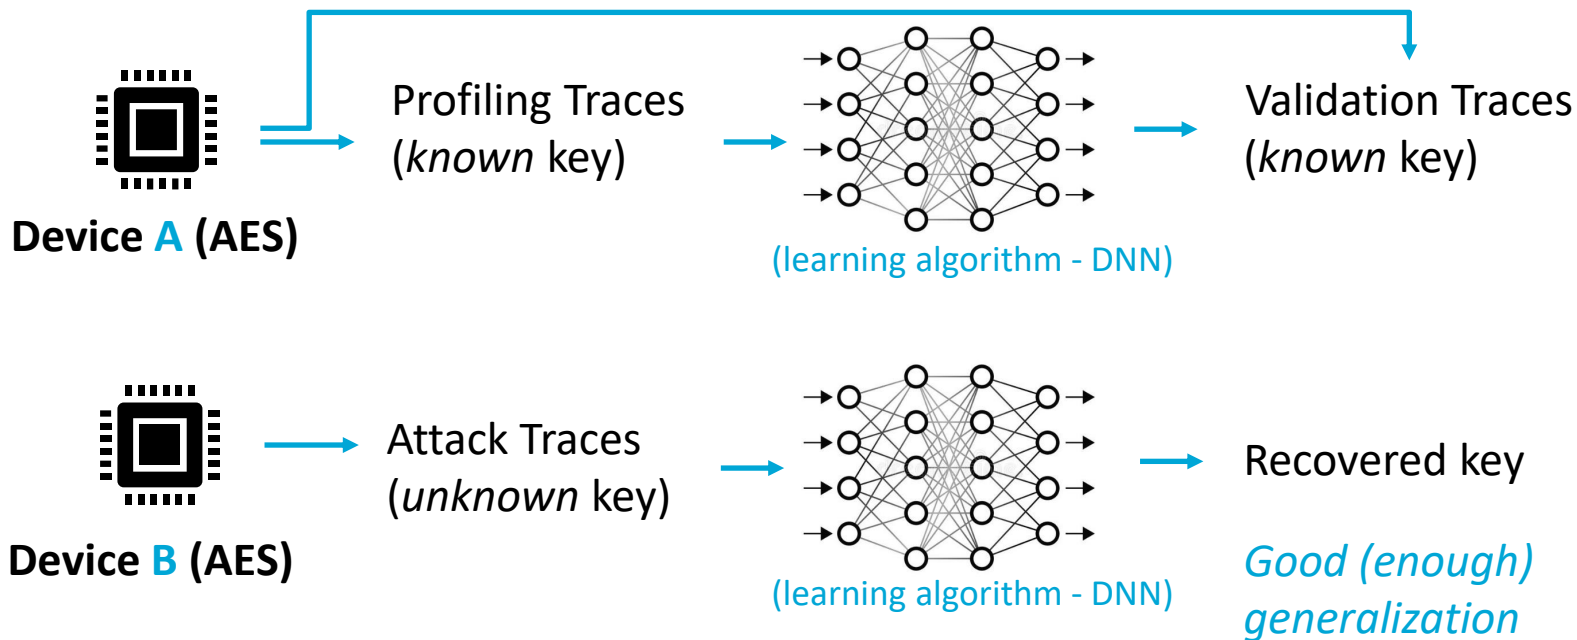 Profiling Traces
(known key)
Validation Traces
(known key)
Device A (AES)
(learning algorithm - DNN)
Attack Traces
(unknown key)
Recovered key
Device B (AES)
(learning algorithm - DNN)
Good (enough)
generalization